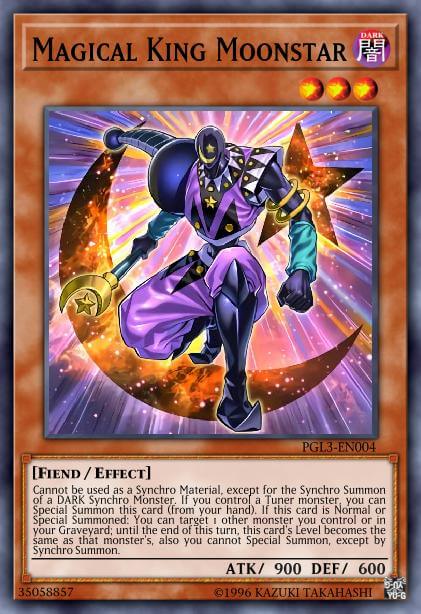 MAGICAL KING MOONSTAR
DARK
闇
PGL3-EN004
[FIEND / EFFECT]
Cannot be used as a Synchro Material, except for the Synchro Summon
of a DARK Synchro Monster. If you control a Tuner monster, you can
Special Summon this card (from your hand). If this card is Normal or
Special Summoned: You can target 1 other monster you control or in
your Graveyard; until the end of this turn, this card's Level becomes the
same as that monster's, also you cannot Special Summon, except by
Synchro Summon.
ATK/ 900 DEF/ 600
35058857
©1996 KAZUKI TAKAHASHI